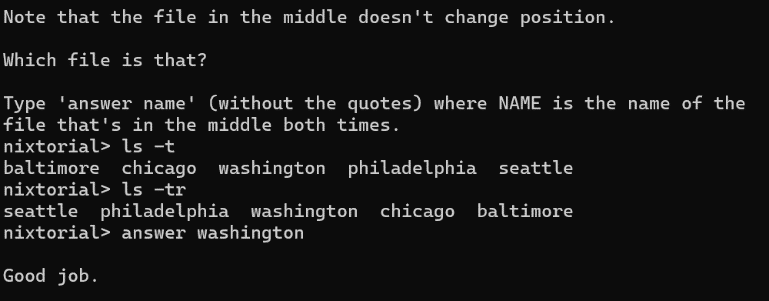 Note that the file in the middle doesn't change position.
Which file is that?
Type 'answer name' (without the quotes) where NAME is the name of the
file that's in the middle both times.
nixtorial> ls -t
baltimore  chicago  washington  philadelphia  seattle
nixtorial> ls -tr
seattle  philadelphia  washington  chicago  baltimore
nixtorial> answer washington
Good job.